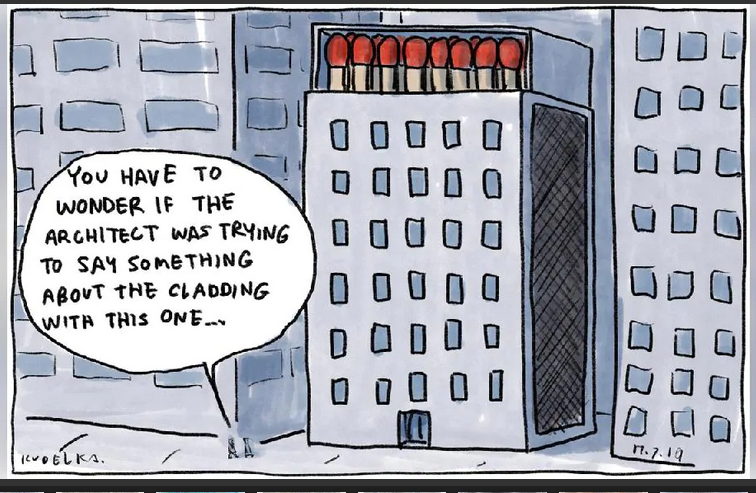 YOU HAVE TO
WONDER IF THE
ARCHITECT WAS TRYING
TO SAY SOMETHING
ABOUT THE CLADDING
WITH THIS ONE...
KUDELKA.
17.7.19